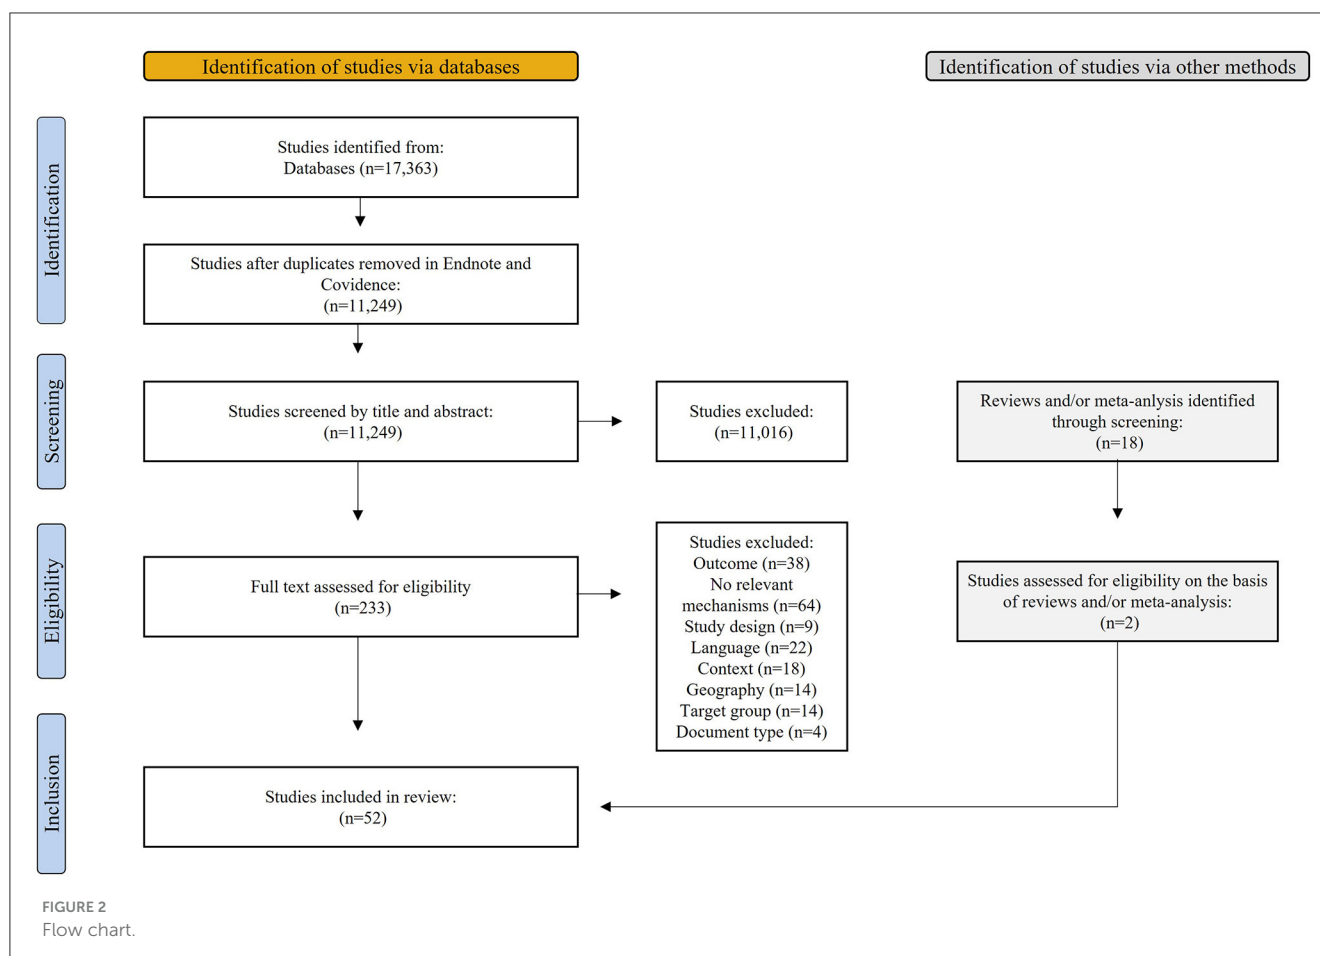 Identification of studies via databases
Identification of studies via other methods
Identification
Studies identified from:
Databases (n=17,363)
Studies after duplicates removed in Endnote and
Covidence:
(n=11,249)
Screening
Studies screened by title and abstract:
(n=11,249)
Studies excluded:
(n=11,016)
Reviews and/or meta-anlysis identified
through screening:
(n=18)
Eligibility
Full text assessed for eligibility
(n=233)
Studies excluded:
Outcome (n=38)
No relevant
mechanisms (n=64)
Study design (n=9)
Language (n=22)
Context (n=18)
Geography (n=14)
Target group (n=14)
Document type (n=4)
Studies assessed for eligibility on the basis
of reviews and/or meta-analysis:
(n=2)
Inclusion
Studies included in review:
(n=52)
FIGURE 2
Flow chart.